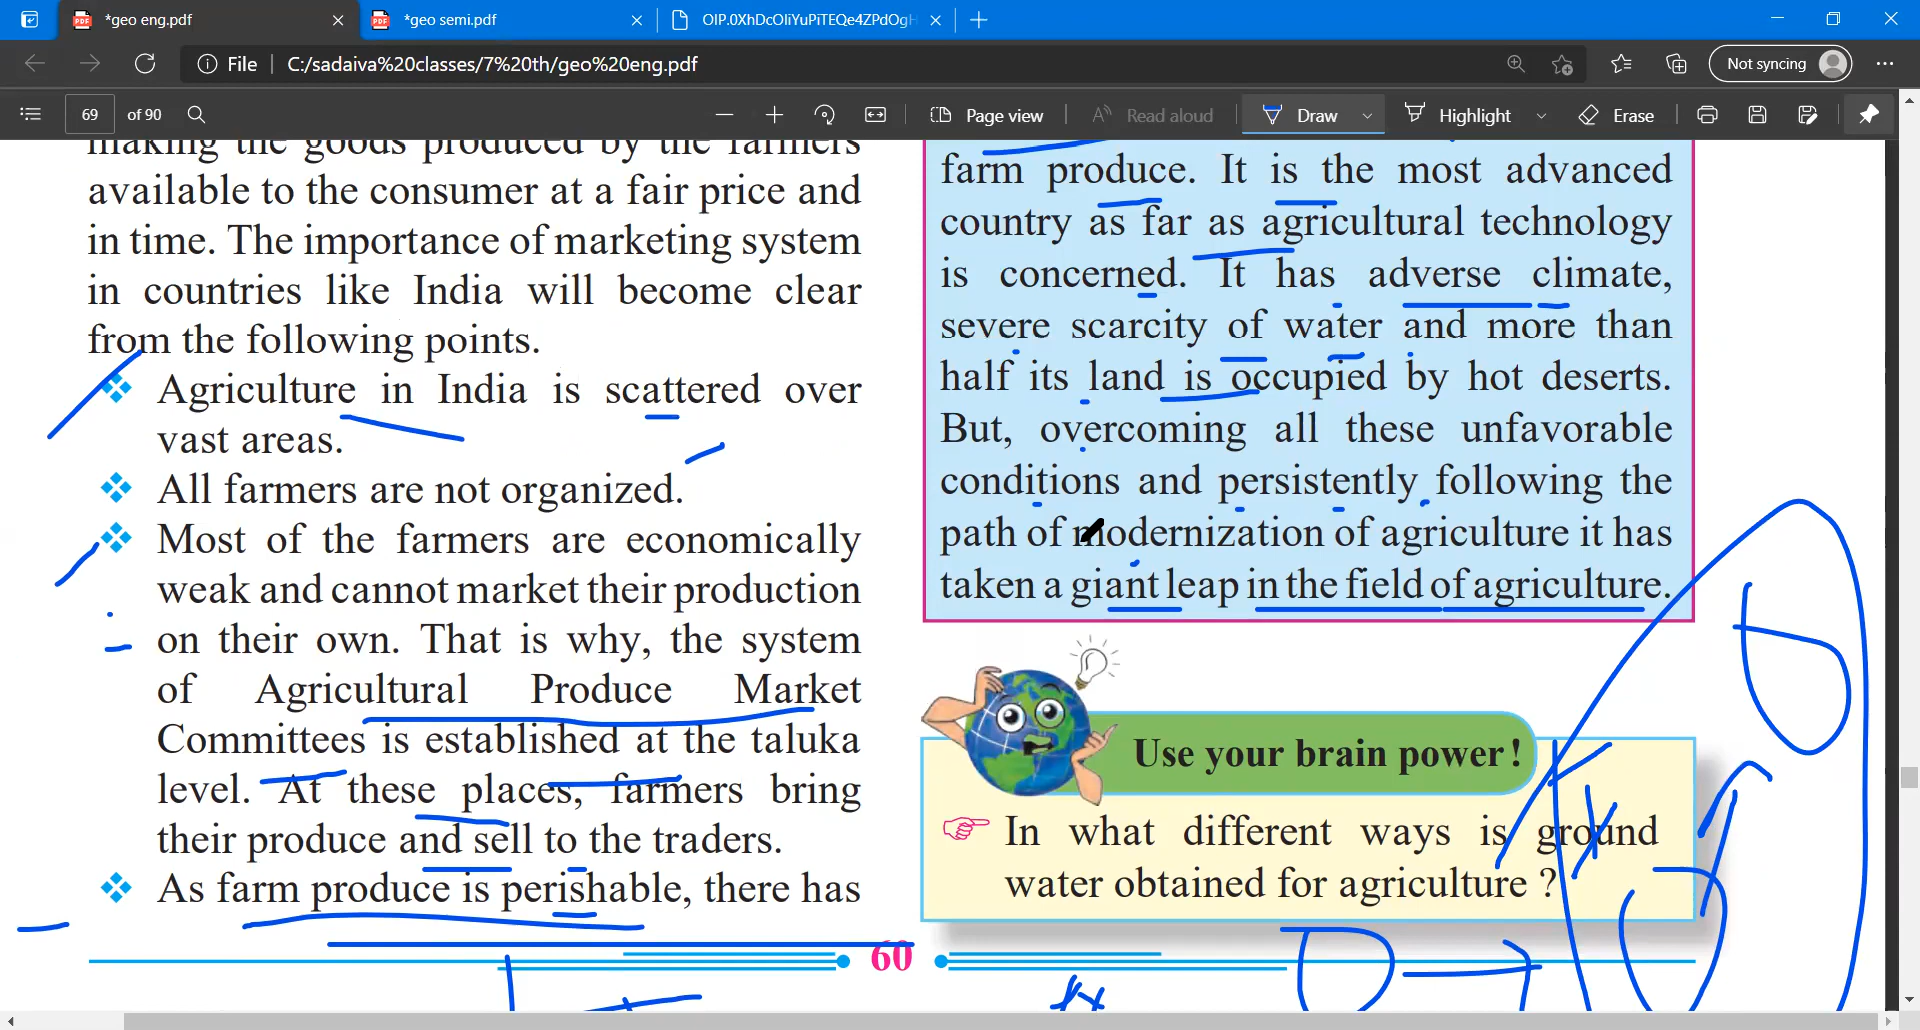 *geo eng.pdf
*geo semi.pdf
OIP.0XhDcOliYuPiTEQe4ZPdOgH
File
C:/sadaiva%20classes/7%20th/geo%20eng.pdf
Not syncing
69 of 90
Page view
Read aloud
Draw
Highlight
Erase
making the goods produced by the farmers
available to the consumer at a fair price and
in time. The importance of marketing system
in countries like India will become clear
from the following points.
Agriculture in India is scattered over
vast areas.
All farmers are not organized.
Most of the farmers are economically
weak and cannot market their production
on their own. That is why, the system
of Agricultural Produce Market
Committees is established at the taluka
level. At these places, farmers bring
their produce and sell to the traders.
As farm produce is perishable, there has
farm produce. It is the most advanced
country as far as agricultural technology
is concerned. It has adverse climate,
severe scarcity of water and more than
half its land is occupied by hot deserts.
But, overcoming all these unfavorable
conditions and persistently following the
path of modernization of agriculture it has
taken a giant leap in the field of agriculture.
Use your brain power!
In what different ways is ground
water obtained for agriculture ?
60